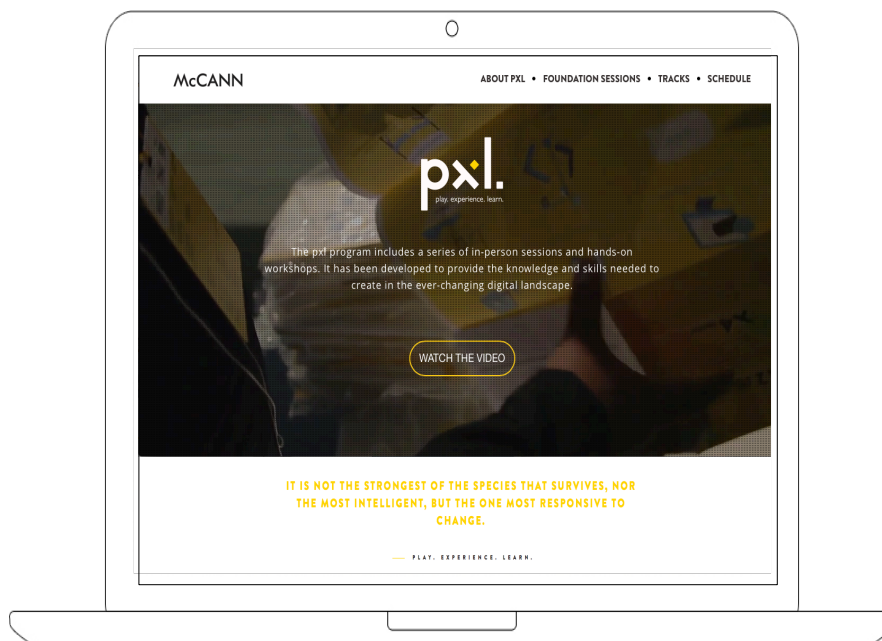 McCANN
ABOUT PXL • FOUNDATION SESSIONS • TRACKS • SCHEDULE
pxl.
play. experience. learn.
The pxl program includes a series of in-person sessions and hands-on
workshops. It has been developed to provide the knowledge and skills needed to
create in the ever-changing digital landscape.
WATCH THE VIDEO
IT IS NOT THE STRONGEST OF THE SPECIES THAT SURVIVES, NOR
THE MOST INTELLIGENT, BUT THE ONE MOST RESPONSIVE TO
CHANGE.
PLAY. EXPERIENCE. LEARN.